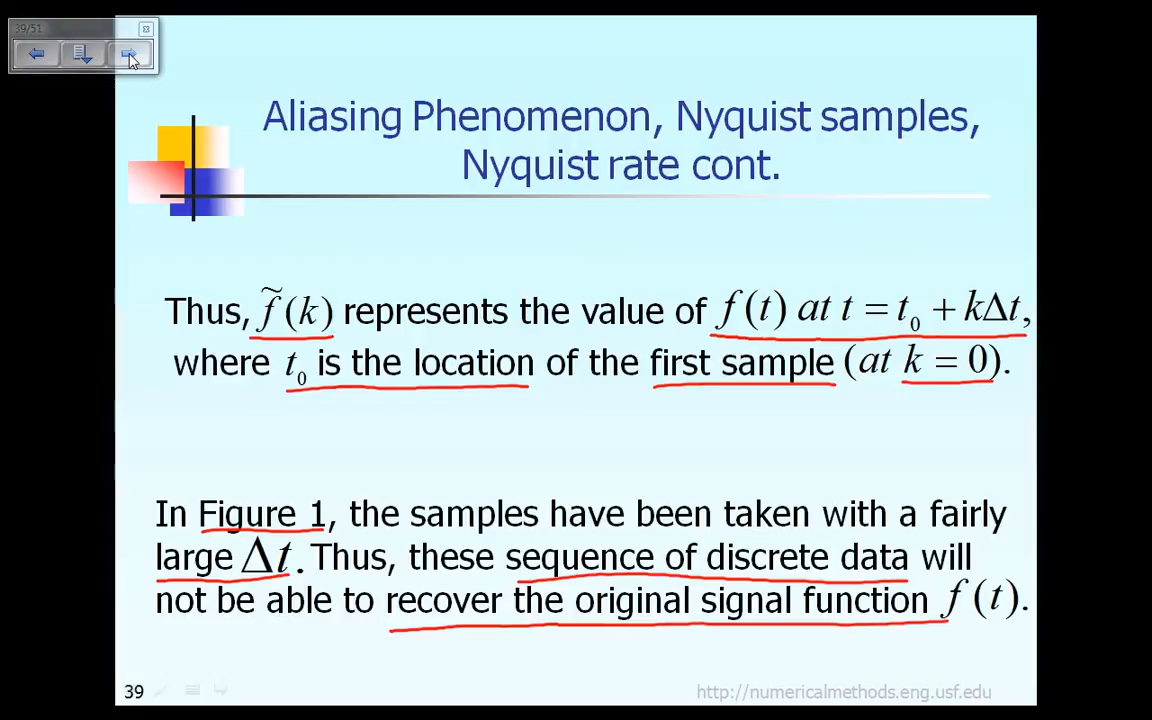 39/51
Aliasing Phenomenon, Nyquist samples,
Nyquist rate cont.
Thus, f̃(k) represents the value of f(t) at t = t₀ + kΔt,
where t₀ is the location of the first sample (at k = 0).
In Figure 1, the samples have been taken with a fairly
large Δt. Thus, these sequence of discrete data will
not be able to recover the original signal function f(t).
39
http://numericalmethods.eng.usf.edu